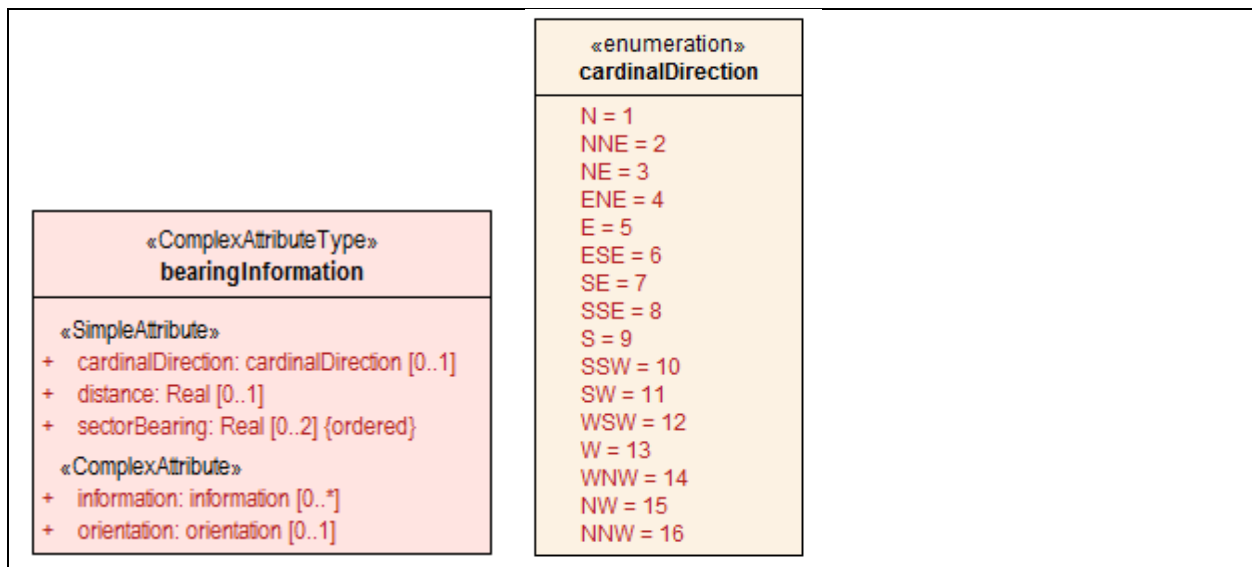 «enumeration»
cardinalDirection
N = 1
NNE = 2
NE = 3
ENE = 4
E = 5
ESE = 6
SE = 7
SSE = 8
S = 9
SSW = 10
SW = 11
WSW = 12
W = 13
WNW = 14
NW = 15
NNW = 16
«ComplexAttributeType»
bearingInformation
«SimpleAttribute»
+ cardinalDirection: cardinalDirection [0..1]
+ distance: Real [0..1]
+ sectorBearing: Real [0..2] {ordered}
«ComplexAttribute»
+ information: information [0..*]
+ orientation: orientation [0..1]